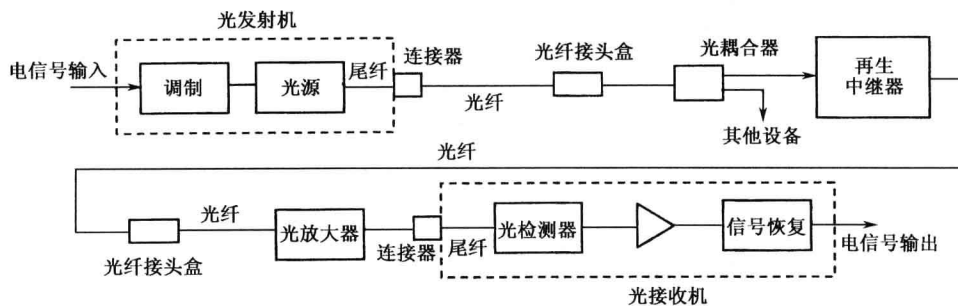 光发射机
电信号输入
调制
光源
尾纤
连接器
光纤
光纤接头盒
光耦合器
其他设备
再生
中继器
光纤
光纤接头盒
光纤
光放大器
连接器
尾纤
光检测器
信号恢复
电信号输出
光接收机